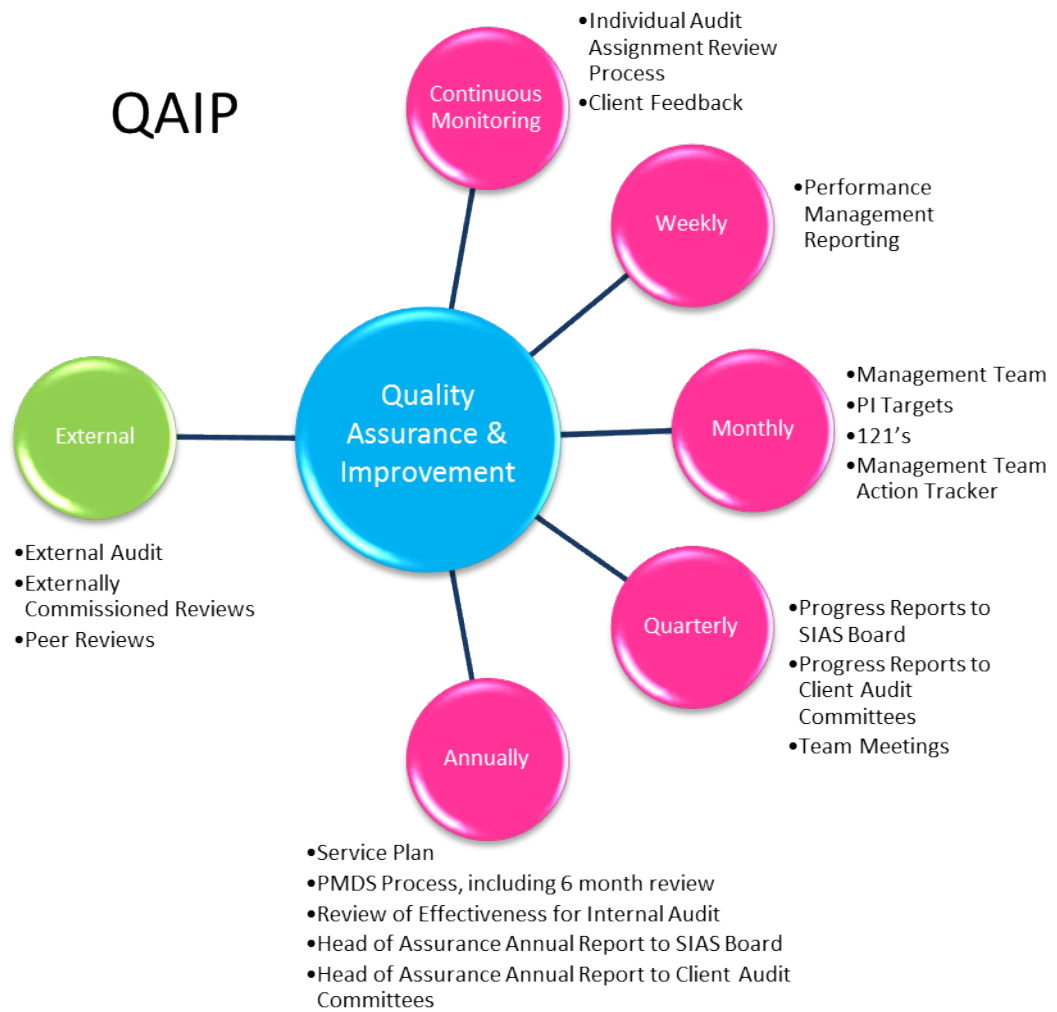 QAIP
Continuous
Monitoring
•Individual Audit
Assignment Review
Process
•Client Feedback
Weekly
•Performance
Management
Reporting
Monthly
•Management Team
•PI Targets
•121’s
•Management Team
Action Tracker
Quality
Assurance &
Improvement
External
•External Audit
•Externally
Commissioned Reviews
•Peer Reviews
Quarterly
•Progress Reports to
SIAS Board
•Progress Reports to
Client Audit
Committees
•Team Meetings
Annually
•Service Plan
•PMDS Process, including 6 month review
•Review of Effectiveness for Internal Audit
•Head of Assurance Annual Report to SIAS Board
•Head of Assurance Annual Report to Client Audit
Committees